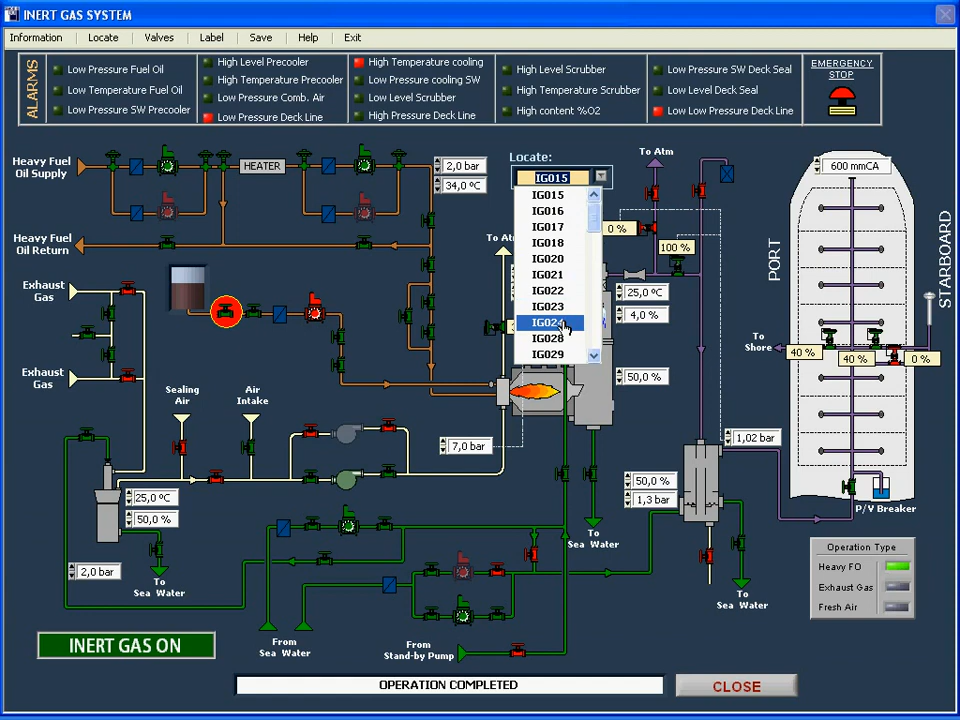 INERT GAS SYSTEM
Information Locate Valves Label Save Help Exit
ALARMS
Low Pressure Fuel Oil
Low Temperature Fuel Oil
Low Pressure SW Precooler
High Level Precooler
High Temperature Precooler
Low Pressure Comb. Air
Low Pressure Deck Line
High Temperature cooling
Low Pressure cooling SW
Low Level Scrubber
High Pressure Deck Line
High Level Scrubber
High Temperature Scrubber
High content %O2
Low Pressure SW Deck Seal
Low Level Deck Seal
Low Low Pressure Deck Line
EMERGENCY
STOP
Heavy Fuel
Oil Supply
HEATER
2,0 bar
34,0 ºC
Locate:
IG015
IG015
IG016
IG017
IG018
IG020
IG021
IG022
IG023
IG024
IG028
IG029
To Atm
600 mmCA
0 %
100 %
PORT
STARBOARD
Heavy Fuel
Oil Return
To At
Exhaust
Gas
25,0 ºC
4,0 %
To
Shore
40 %
40 %
0 %
Exhaust
Gas
50,0 %
Sealing
Air
Air
Intake
7,0 bar
1,02 bar
25,0 ºC
50,0 %
50,0 %
1,3 bar
P/V Breaker
To
Sea Water
2,0 bar
To
Sea Water
To
Sea Water
Operation Type
Heavy FO
Exhaust Gas
Fresh Air
INERT GAS ON
From
Sea Water
From
Stand-by Pump
OPERATION COMPLETED
CLOSE